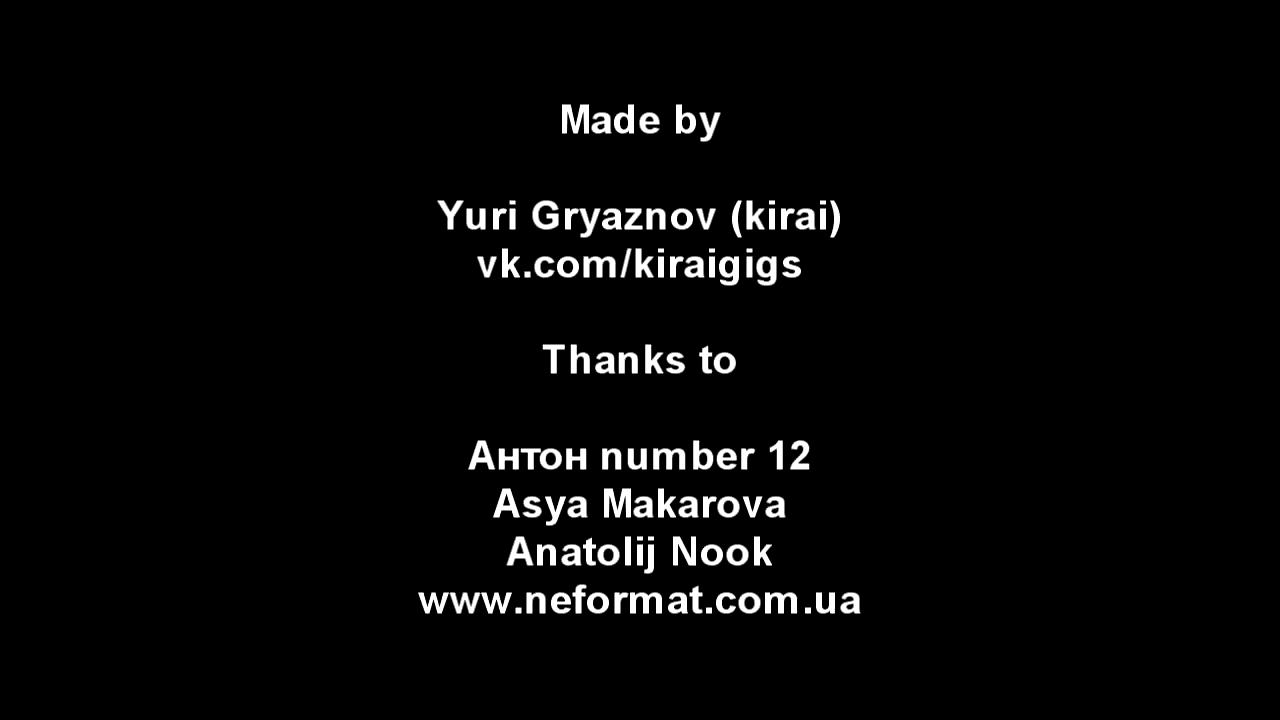 Made by
Yuri Gryaznov (kirai)
vk.com/kiraigigs
Thanks to
Антон number 12
Asya Makarova
Anatolij Nook
www.neformat.com.ua